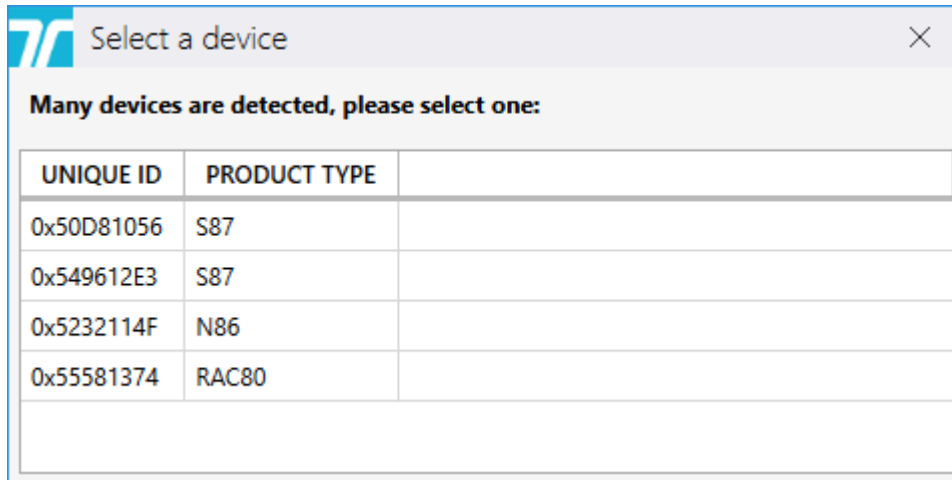 Select a device
Many devices are detected, please select one:
UNIQUE ID PRODUCT TYPE
0x50D81056 S87
0x549612E3 S87
0x5232114F N86
0x55581374 RAC80